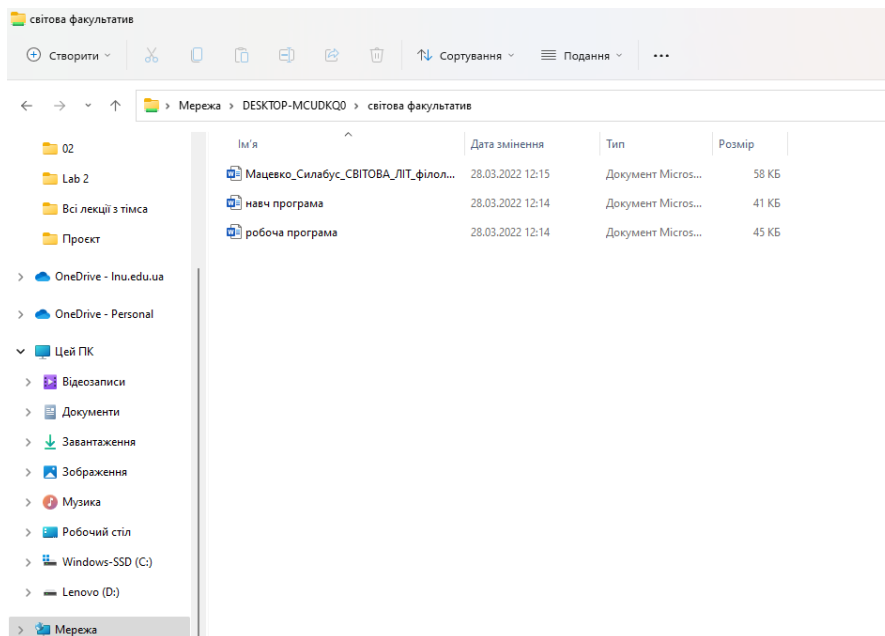 світова факультатив
Створити
Сортування
Подання
Мережа > DESKTOP-MCUDKQ0 > світова факультатив
Ім'я Дата змінення Тип Розмір
Мацевко_Силабус_СВІТОВА_ЛІТ_філол... 28.03.2022 12:15 Документ Micros... 58 КБ
навч програма 28.03.2022 12:14 Документ Micros... 41 КБ
робоча програма 28.03.2022 12:14 Документ Micros... 45 КБ
02
Lab 2
Всі лекції з тімса
Проєкт
OneDrive - lnu.edu.ua
OneDrive - Personal
Цей ПК
Відеозаписи
Документи
Завантаження
Зображення
Музика
Робочий стіл
Windows-SSD (C:)
Lenovo (D:)
Мережа